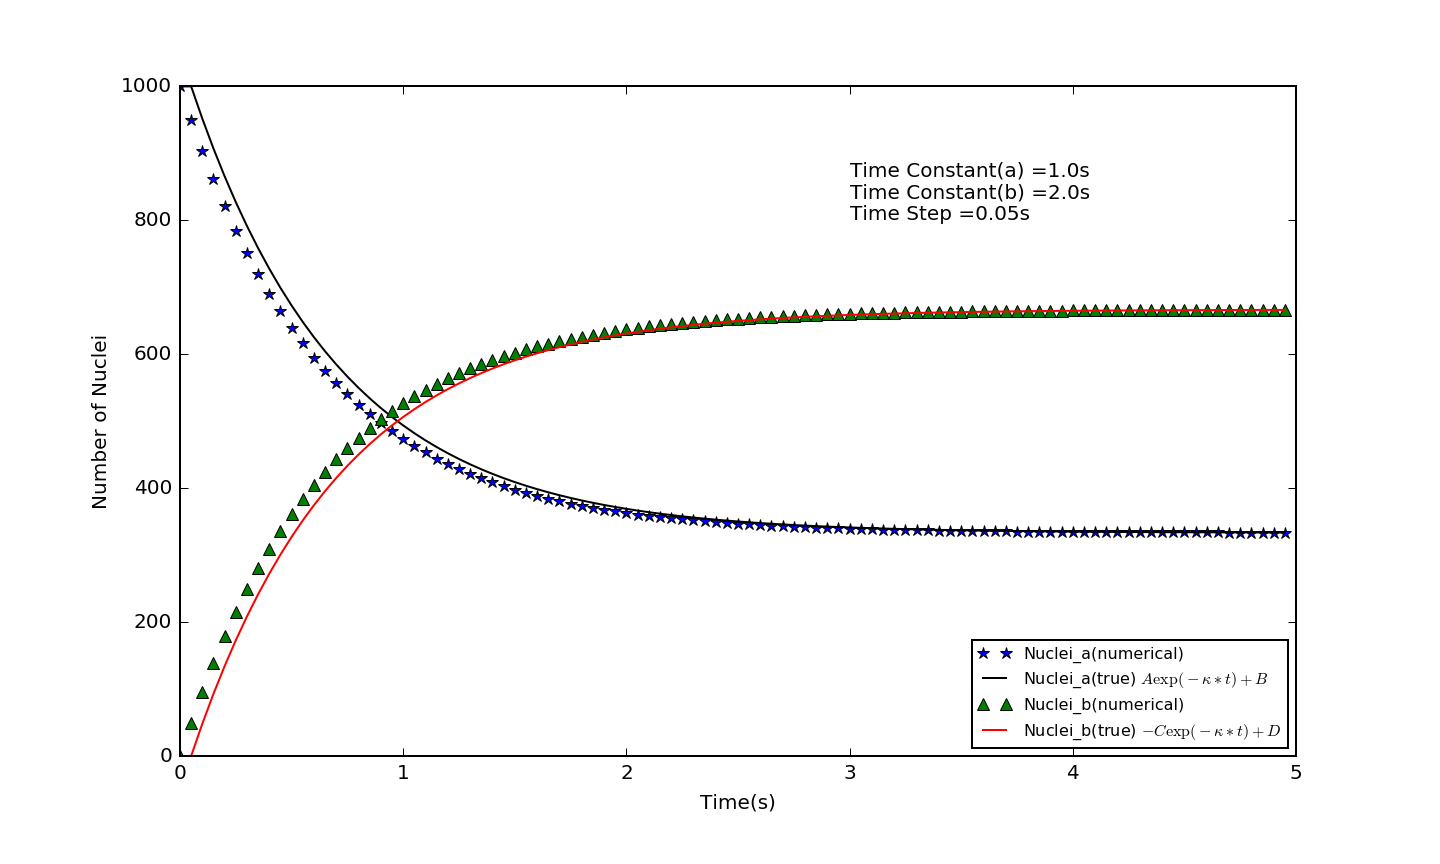 1000
800
600
400
200
0
Number of Nuclei
Time Constant(a) =1.0s
Time Constant(b) =2.0s
Time Step =0.05s
Nuclei_a(numerical)
Nuclei_a(true) A exp(−κ∗t)+B
Nuclei_b(numerical)
Nuclei_b(true) −C exp(−κ∗t)+D
0 1 2 3 4 5
Time(s)